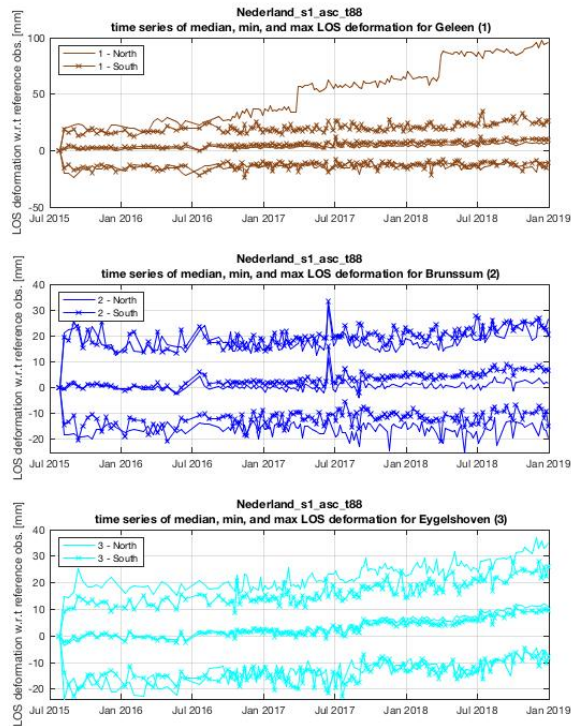 Nederland_s1_asc_t88
time series of median, min, and max LOS deformation for Geleen (1)
LOS deformation w.r.t reference obs. [mm]
1 - North
1 - South
100
50
0
-50
Jul 2015 Jan 2016 Jul 2016 Jan 2017 Jul 2017 Jan 2018 Jul 2018 Jan 2019
Nederland_s1_asc_t88
time series of median, min, and max LOS deformation for Brunssum (2)
LOS deformation w.r.t reference obs. [mm]
2 - North
2 - South
40
30
20
10
0
-10
-20
Jul 2015 Jan 2016 Jul 2016 Jan 2017 Jul 2017 Jan 2018 Jul 2018 Jan 2019
Nederland_s1_asc_t88
time series of median, min, and max LOS deformation for Eygelshoven (3)
LOS deformation w.r.t reference obs. [mm]
3 - North
3 - South
40
30
20
10
0
-10
-20
Jul 2015 Jan 2016 Jul 2016 Jan 2017 Jul 2017 Jan 2018 Jul 2018 Jan 2019